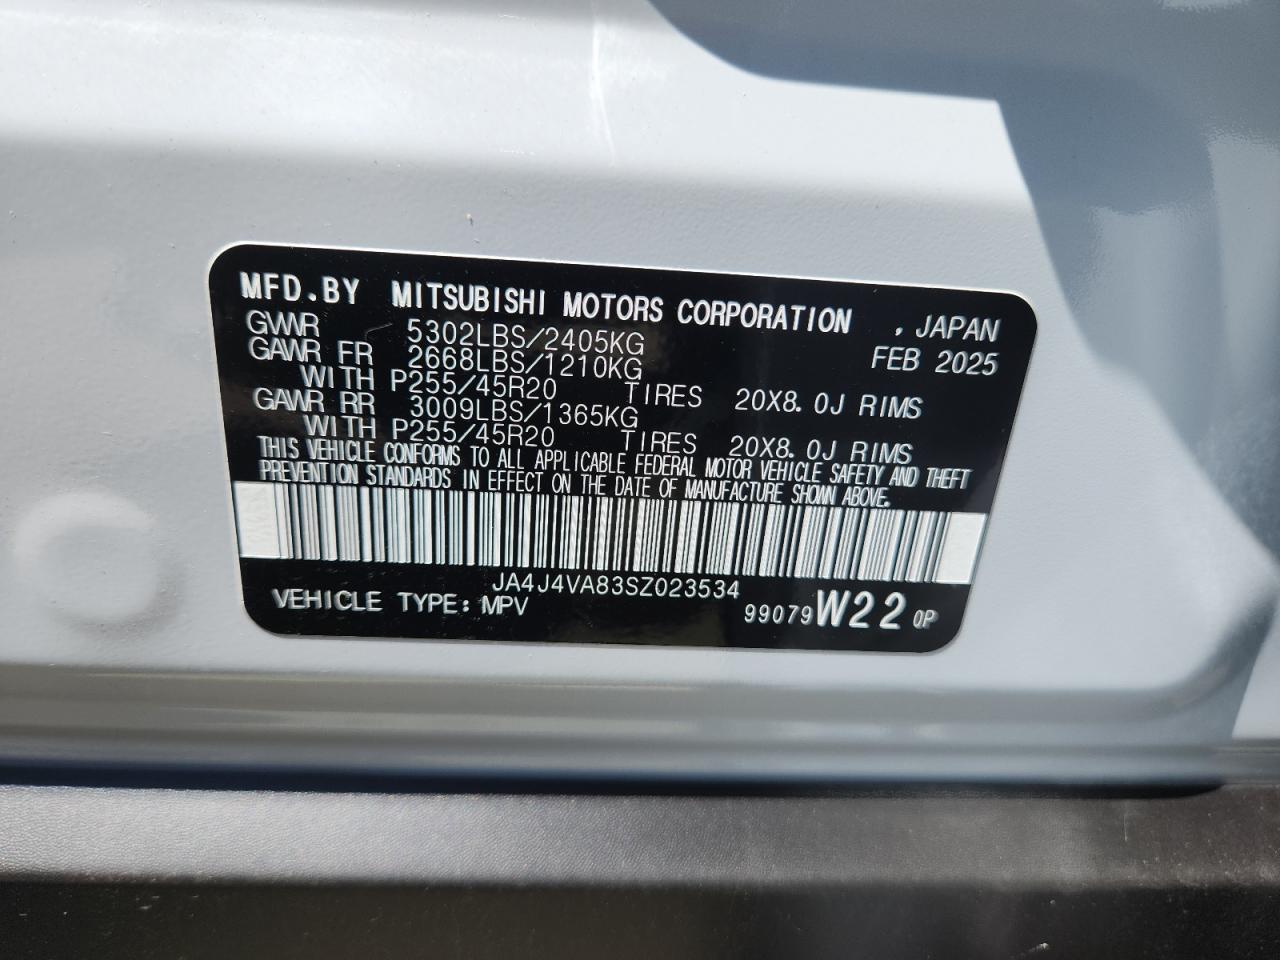 MFD.BY MITSUBISHI MOTORS CORPORATION , JAPAN
GVWR 5302LBS/2405KG FEB 2025
GAWR FR 2668LBS/1210KG
WITH P255/45R20 TIRES 20X8.0J RIMS
GAWR RR 3009LBS/1365KG
WITH P255/45R20 TIRES 20X8.0J RIMS
THIS VEHICLE CONFORMS TO ALL APPLICABLE FEDERAL MOTOR VEHICLE SAFETY AND THEFT
PREVENTION STANDARDS IN EFFECT ON THE DATE OF MANUFACTURE SHOWN ABOVE.
JA4J4VA83SZ023534
VEHICLE TYPE: MPV 99079 W22 0P